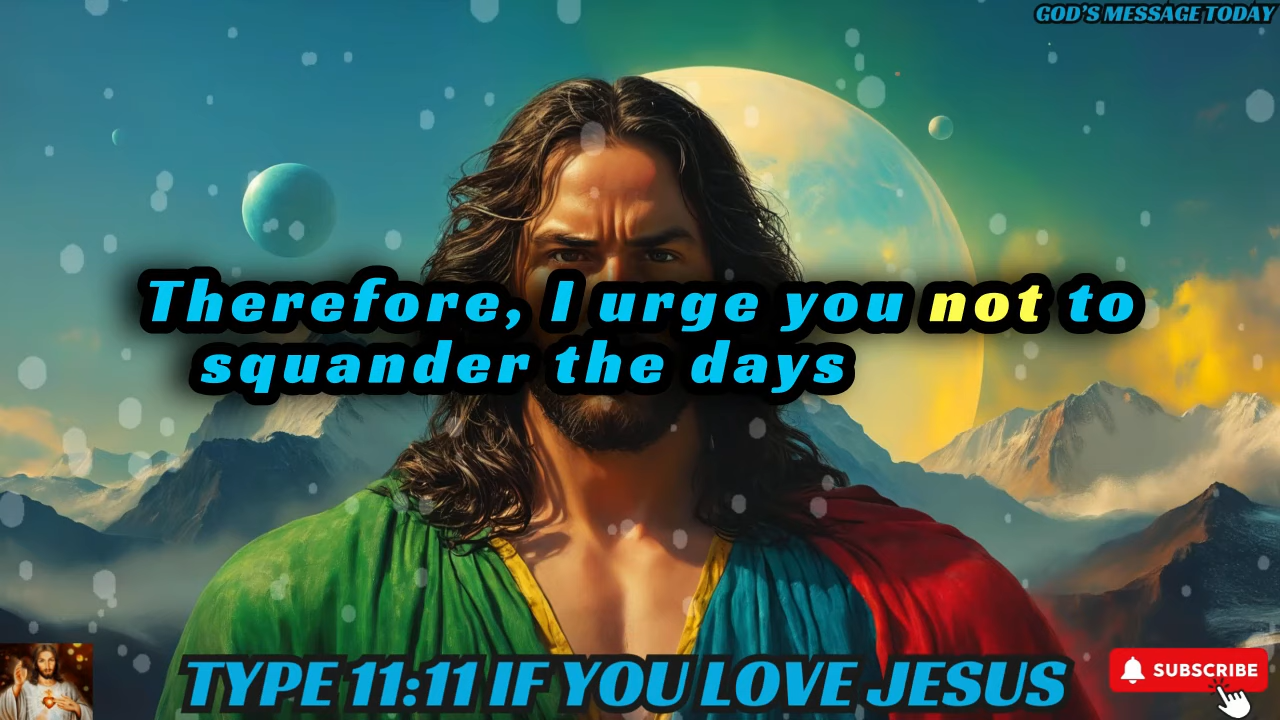 GOD'S MESSAGE TODAY
Therefore, I urge you not to
squander the days
TYPE 11:11 IF YOU LOVE JESUS
SUBSCRIBE